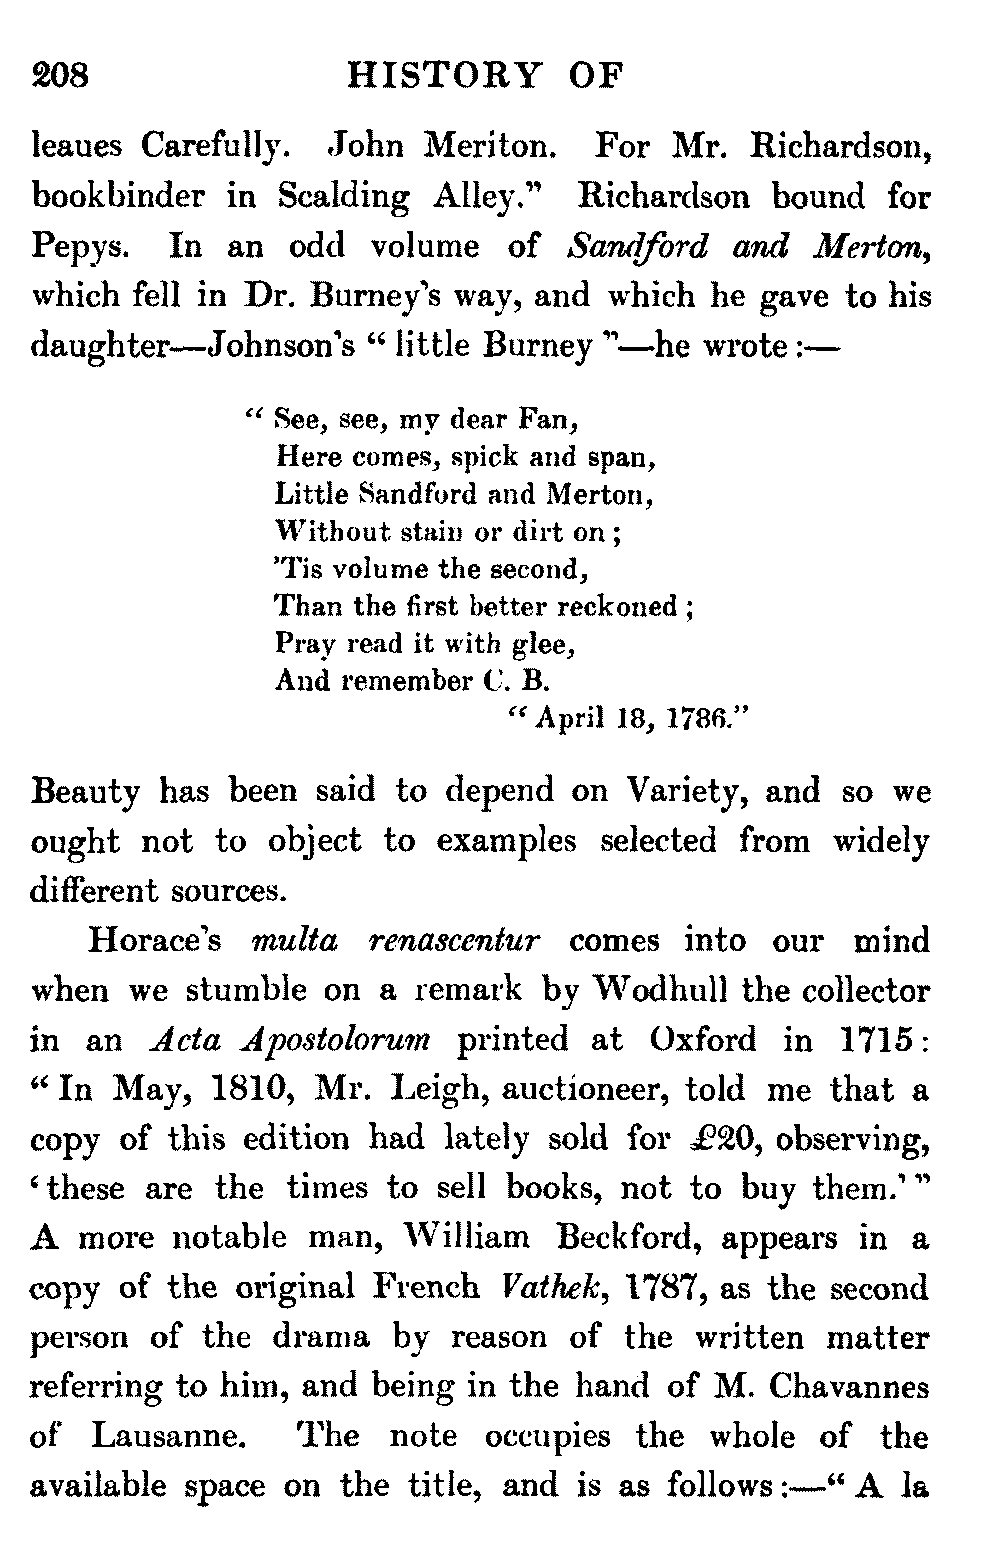 208 HISTORY OF
leaues Carefully. John Meriton. For Mr. Richardson,
bookbinder in Scalding Alley.” Richardson bound for
Pepys. In an odd volume of Sandford and Merton,
which fell in Dr. Burney’s way, and which he gave to his
daughter—Johnson’s “ little Burney ”—he wrote :—
“ See, see, my dear Fan,
Here comes, spick and span,
Little Sandford and Merton,
Without stain or dirt on ;
’Tis volume the second,
Than the first better reckoned ;
Pray read it with glee,
And remember C. B.
“ April 18, 1786.”
Beauty has been said to depend on Variety, and so we
ought not to object to examples selected from widely
different sources.
Horace’s multa renascentur comes into our mind
when we stumble on a remark by Wodhull the collector
in an Acta Apostolorum printed at Oxford in 1715 :
“ In May, 1810, Mr. Leigh, auctioneer, told me that a
copy of this edition had lately sold for £20, observing,
‘ these are the times to sell books, not to buy them.’ ”
A more notable man, William Beckford, appears in a
copy of the original French Vathek, 1787, as the second
person of the drama by reason of the written matter
referring to him, and being in the hand of M. Chavannes
of Lausanne. The note occupies the whole of the
available space on the title, and is as follows :—“ A la